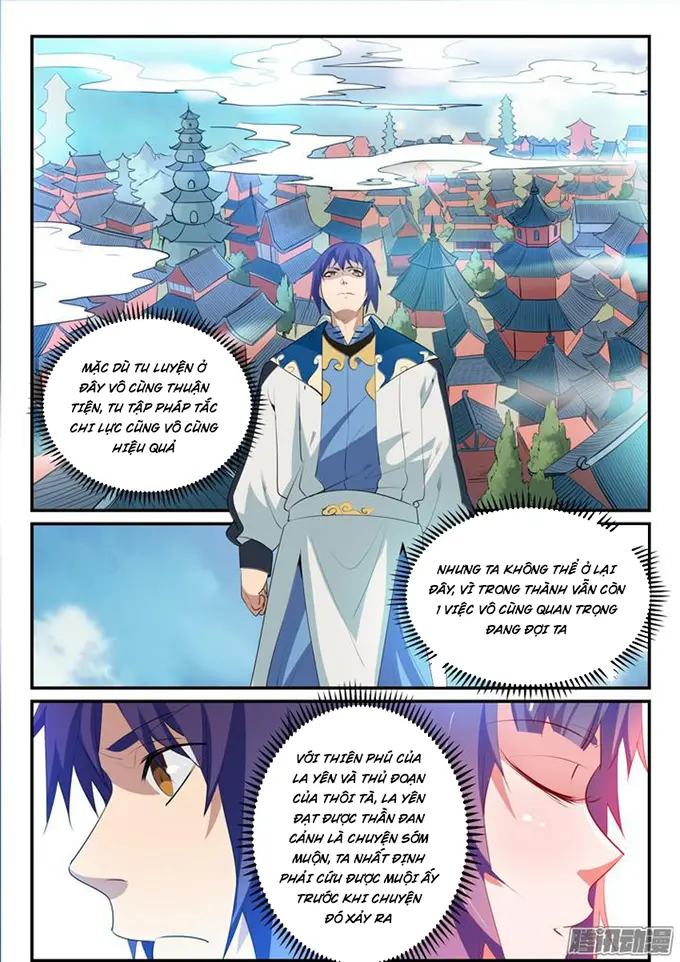 MẶC DÙ TU LUYỆN Ở
ĐÂY VÔ CÙNG THUẬN
TIỆN, TU TẬP PHÁP TẮC
CHI LỰC CŨNG VÔ CÙNG
HIỆU QUẢ
NHƯNG TA KHÔNG THỂ Ở LẠI
ĐÂY, VÌ TRONG THÀNH VẪN CÒN
1 VIỆC VÔ CÙNG QUAN TRỌNG
ĐANG ĐỢI TA
VỚI THIÊN PHÚ CỦA
LA YÊN VÀ THỦ ĐOẠN
CỦA THÔI TÀ, LA YÊN
ĐẠT ĐƯỢC THẦN ĐAN
CẢNH LÀ CHUYỆN SỚM
MUỘN, TA NHẤT ĐỊNH
PHẢI CỨU ĐƯỢC MUỘI ẤY
TRƯỚC KHI CHUYỆN
ĐÓ XẢY RA
腾讯动漫